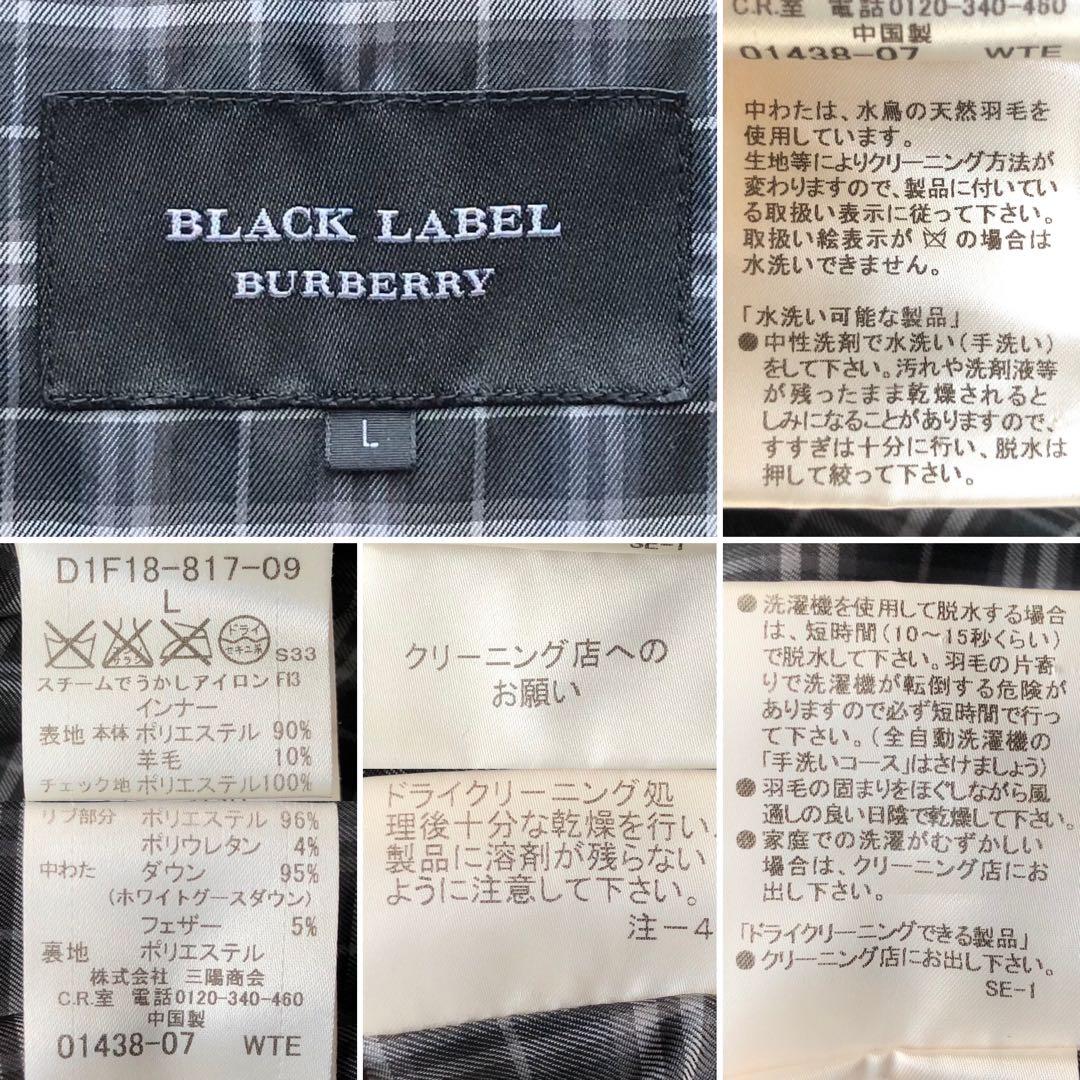 BLACK LABEL
BURBERRY
L
C.R.室 電話0120-340-460
中国製
01438-07 WTE
中わたは、水鳥の天然羽毛を
使用しています。
生地等によりクリーニング方法が
変わりますので、製品に付いてい
る取扱い表示に従って下さい。
取扱い絵表示が の場合は
水洗いできません。
「水洗い可能な製品」
●中性洗剤で水洗い(手洗い)
をして下さい。汚れや洗剤液等
が残ったまま乾燥されると
しみになることがありますので、
すすぎは十分に行い、脱水は
押して絞って下さい。
D1F18-817-09
L
エンソ
サラシ
ドライ
セキユ系
S33
スチームでうかしアイロン F13
インナー
表地 本体 ポリエステル 90%
羊毛 10%
チェック地 ポリエステル100%
リブ部分 ポリエステル 96%
ポリウレタン 4%
中わた ダウン 95%
(ホワイトグースダウン)
フェザー 5%
裏地 ポリエステル
株式会社 三陽商会
C.R.室 電話0120-340-460
中国製
01438-07 WTE
SE-1
クリーニング店への
お願い
ドライクリーニング処
理後十分な乾燥を行い、
製品に溶剤が残らない
ように注意して下さい。
注-4
●洗濯機を使用して脱水する場合
は、短時間(10～15秒くらい)
で脱水して下さい。羽毛の片寄
りで洗濯機が転倒する危険が
ありますので必ず短時間で行っ
て下さい。(全自動洗濯機の
「手洗いコース」はさけましょう)
●羽毛の固まりをほぐしながら風
通しの良い日陰で乾燥して下さい。
●家庭での洗濯がむずかしい
場合は、クリーニング店にお
出し下さい。
「ドライクリーニングできる製品」
●クリーニング店にお出し下さい。
SE-1